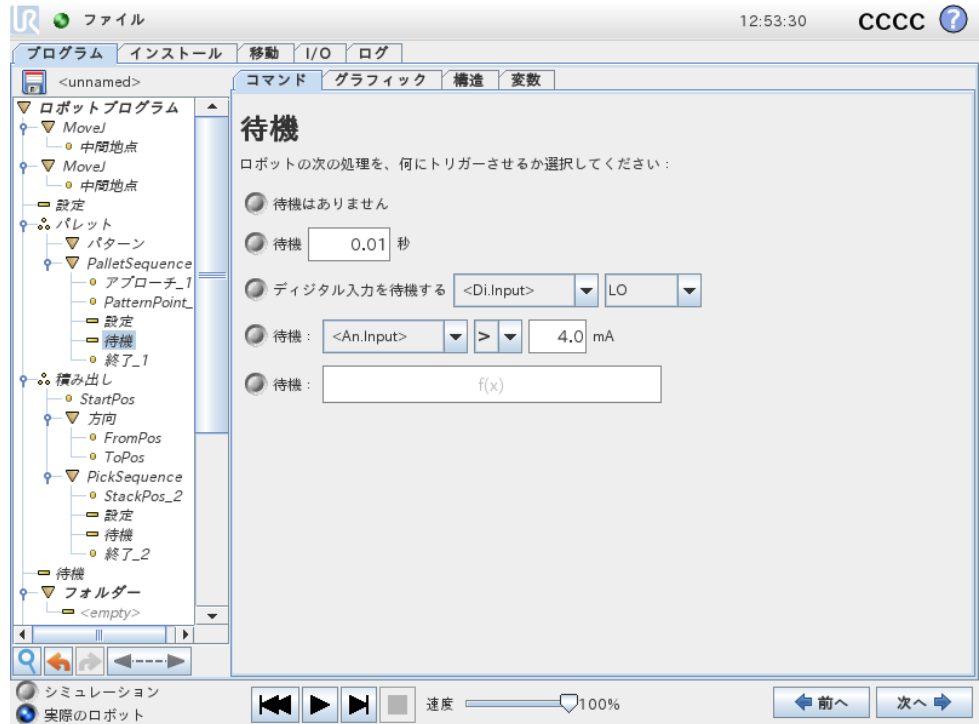 UR ファイル 12:53:30 CCCC ?
プログラム インストール 移動 I/O ログ
<unnamed>
コマンド グラフィック 構造 変数
ロボットプログラム
MoveJ
中間地点
MoveJ
中間地点
設定
パレット
パターン
PalletSequence
アプローチ_1
PatternPoint_
設定
待機
終了_1
積み出し
StartPos
方向
FromPos
ToPos
PickSequence
StackPos_2
設定
待機
終了_2
待機
フォルダー
<empty>
待機
ロボットの次の処理を、何にトリガーさせるか選択してください：
待機はありません
待機 0.01 秒
ディジタル入力を待機する <Di.Input> LO
待機： <An.Input> > 4.0 mA
待機： f(x)
シミュレーション
実際のロボット
速度 100%
前へ 次へ